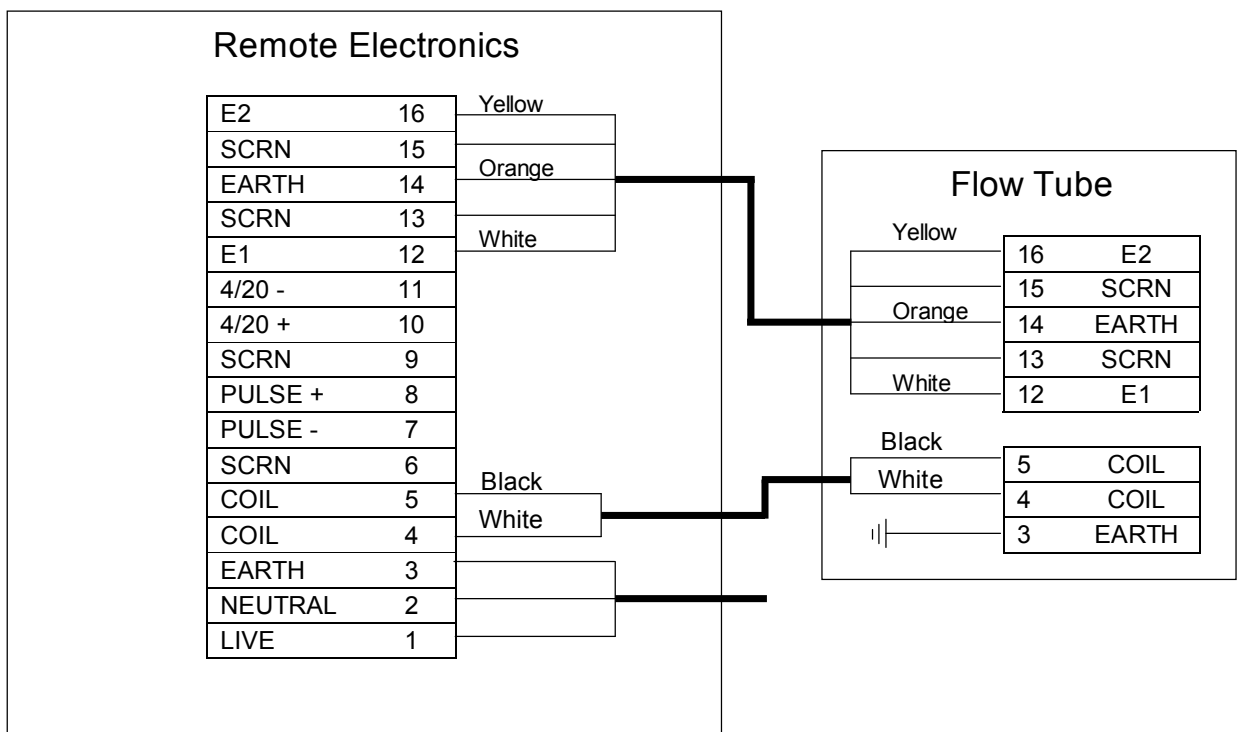 Remote Electronics
E2 16
SCRN 15
EARTH 14
SCRN 13
E1 12
4/20 - 11
4/20 + 10
SCRN 9
PULSE + 8
PULSE - 7
SCRN 6
COIL 5
COIL 4
EARTH 3
NEUTRAL 2
LIVE 1
Yellow
Orange
White
Black
White
Flow Tube
Yellow
Orange
White
16 E2
15 SCRN
14 EARTH
13 SCRN
12 E1
Black
White
5 COIL
4 COIL
3 EARTH